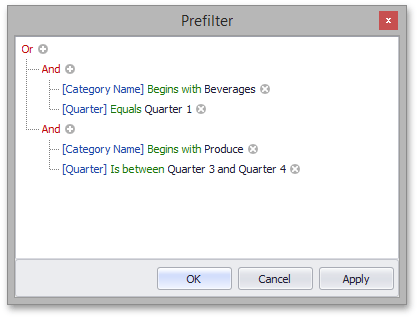 Prefilter
Or
And
[Category Name] Begins with Beverages
[Quarter] Equals Quarter 1
And
[Category Name] Begins with Produce
[Quarter] Is between Quarter 3 and Quarter 4
OK Cancel Apply